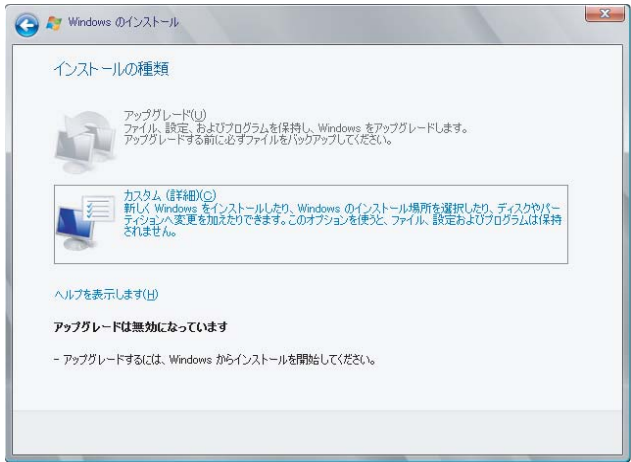 Windows のインストール
インストールの種類
アップグレード(U)
ファイル、設定、およびプログラムを保持し、Windows をアップグレードします。
アップグレードする前に必ずファイルをバックアップしてください。
カスタム (詳細)(C)
新しく Windows をインストールしたり、Windows のインストール場所を選択したり、ディスクやパー
ティションへ変更を加えたりできます。このオプションを使うと、ファイル、設定およびプログラムは保持
されません。
ヘルプを表示します(H)
アップグレードは無効になっています
- アップグレードするには、Windows からインストールを開始してください。